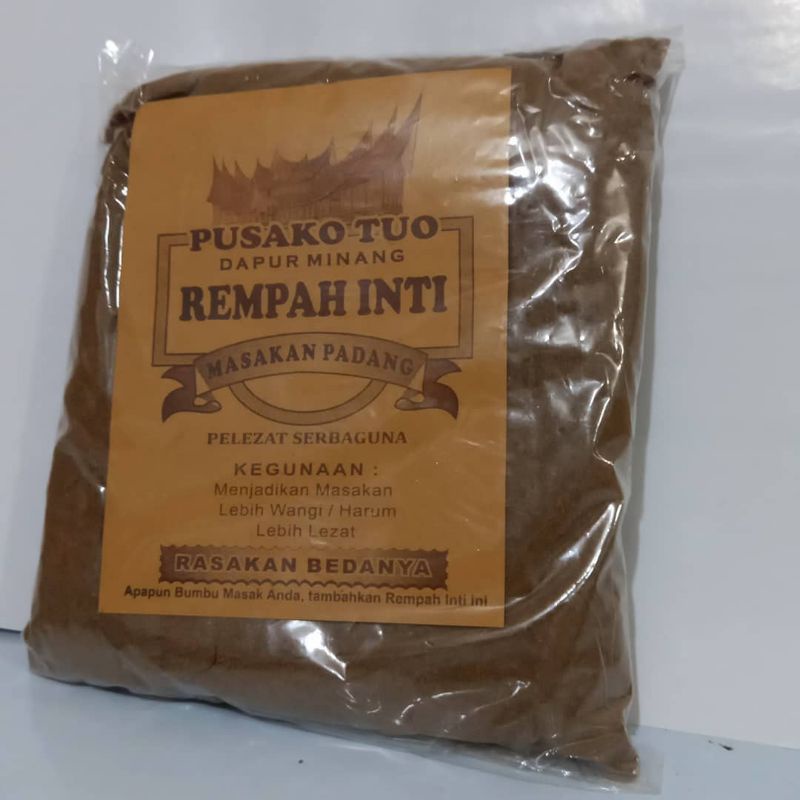 PUSAKO TUO
DAPUR MINANG
REMPAH INTI
MASAKAN PADANG
PELEZAT SERBAGUNA
KEGUNAAN :
Menjadikan Masakan
Lebih Wangi / Harum
Lebih Lezat
RASAKAN BEDANYA
Apapun Bumbu Masak Anda, tambahkan Rempah Inti ini